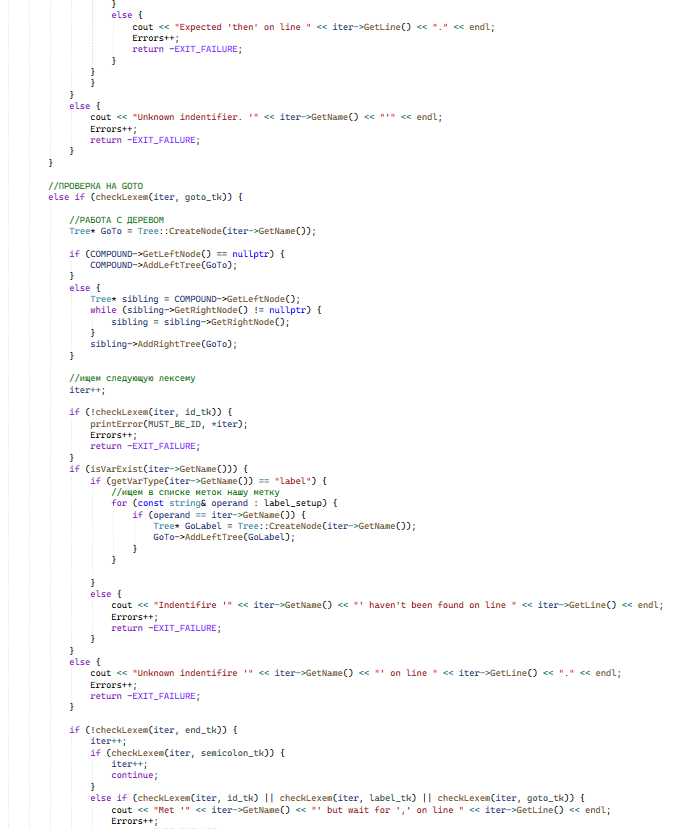 }
else {
cout << "Expected 'then' on line " << iter->GetLine() << "." << endl;
Errors++;
return -EXIT_FAILURE;
}
}
}
}
else {
cout << "Unknown indentifier. '" << iter->GetName() << "'" << endl;
Errors++;
return -EXIT_FAILURE;
}
}
//ПРОВЕРКА НА GOTO
else if (checkLexem(iter, goto_tk)) {
//РАБОТА С ДЕРЕВОМ
Tree* GoTo = Tree::CreateNode(iter->GetName());
if (COMPOUND->GetLeftNode() == nullptr) {
COMPOUND->AddLeftTree(GoTo);
}
else {
Tree* sibling = COMPOUND->GetLeftNode();
while (sibling->GetRightNode() != nullptr) {
sibling = sibling->GetRightNode();
}
sibling->AddRightTree(GoTo);
}
//ищем следующую лексему
iter++;
if (!checkLexem(iter, id_tk)) {
printError(MUST_BE_ID, *iter);
Errors++;
return -EXIT_FAILURE;
}
if (isVarExist(iter->GetName())) {
if (getVarType(iter->GetName()) == "label") {
//ищем в списке меток нашу метку
for (const string& operand : label_setup) {
if (operand == iter->GetName()) {
Tree* GoLabel = Tree::CreateNode(iter->GetName());
GoTo->AddLeftTree(GoLabel);
}
}
}
else {
cout << "Indentifire '" << iter->GetName() << "' haven't been found on line " << iter->GetLine() << endl;
Errors++;
return -EXIT_FAILURE;
}
}
else {
cout << "Unknown indentifire '" << iter->GetName() << "' on line " << iter->GetLine() << "." << endl;
Errors++;
return -EXIT_FAILURE;
}
if (!checkLexem(iter, end_tk)) {
iter++;
if (checkLexem(iter, semicolon_tk)) {
iter++;
continue;
}
else if (checkLexem(iter, id_tk) || checkLexem(iter, label_tk) || checkLexem(iter, goto_tk)) {
cout << "Met '" << iter->GetName() << "' but wait for ',' on line " << iter->GetLine() << endl;
Errors++;